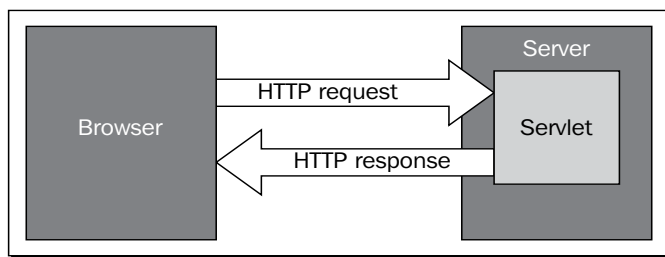 Server
HTTP request
Browser
Servlet
HTTP response